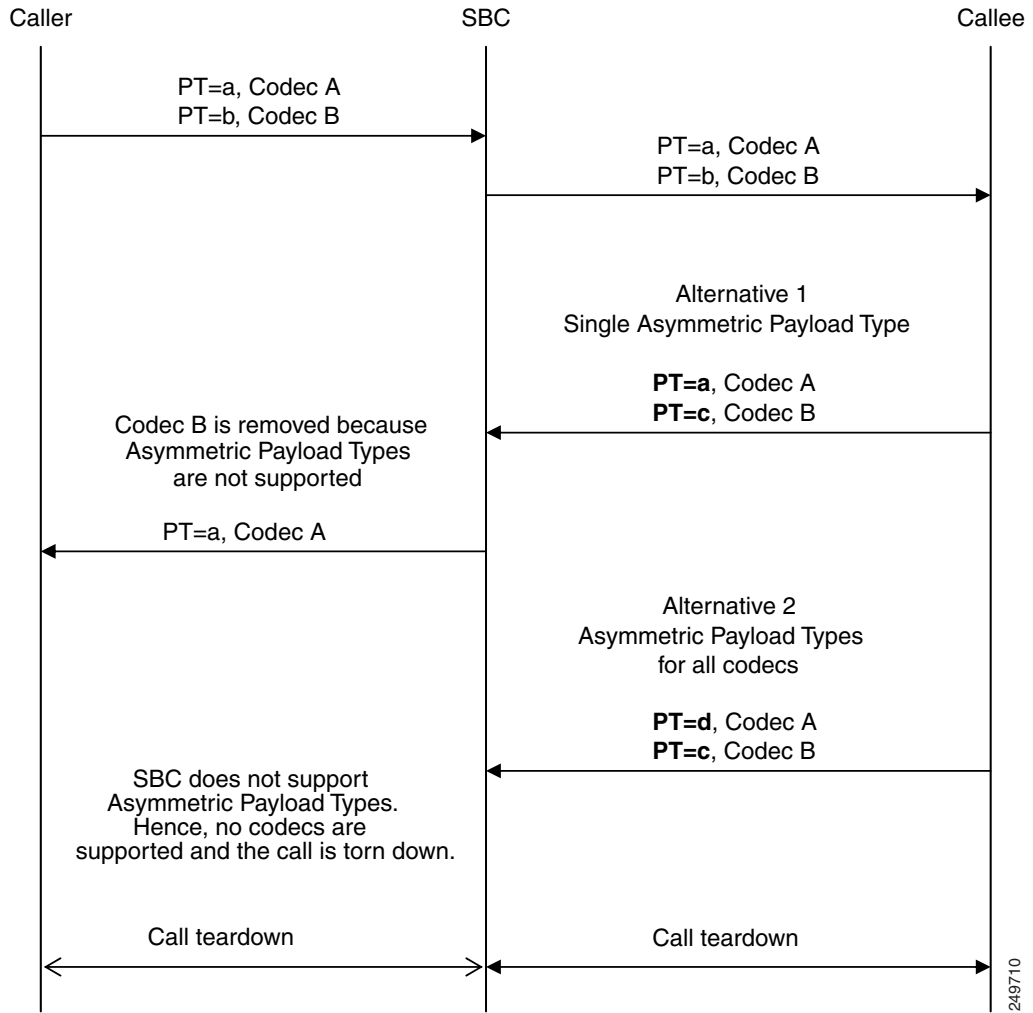 Caller
SBC
Callee
PT=a, Codec A
PT=b, Codec B
PT=a, Codec A
PT=b, Codec B
Alternative 1
Single Asymmetric Payload Type
PT=a, Codec A
PT=c, Codec B
Codec B is removed because
Asymmetric Payload Types
are not supported
PT=a, Codec A
Alternative 2
Asymmetric Payload Types
for all codecs
PT=d, Codec A
PT=c, Codec B
SBC does not support
Asymmetric Payload Types.
Hence, no codecs are
supported and the call is torn down.
Call teardown
Call teardown
249710